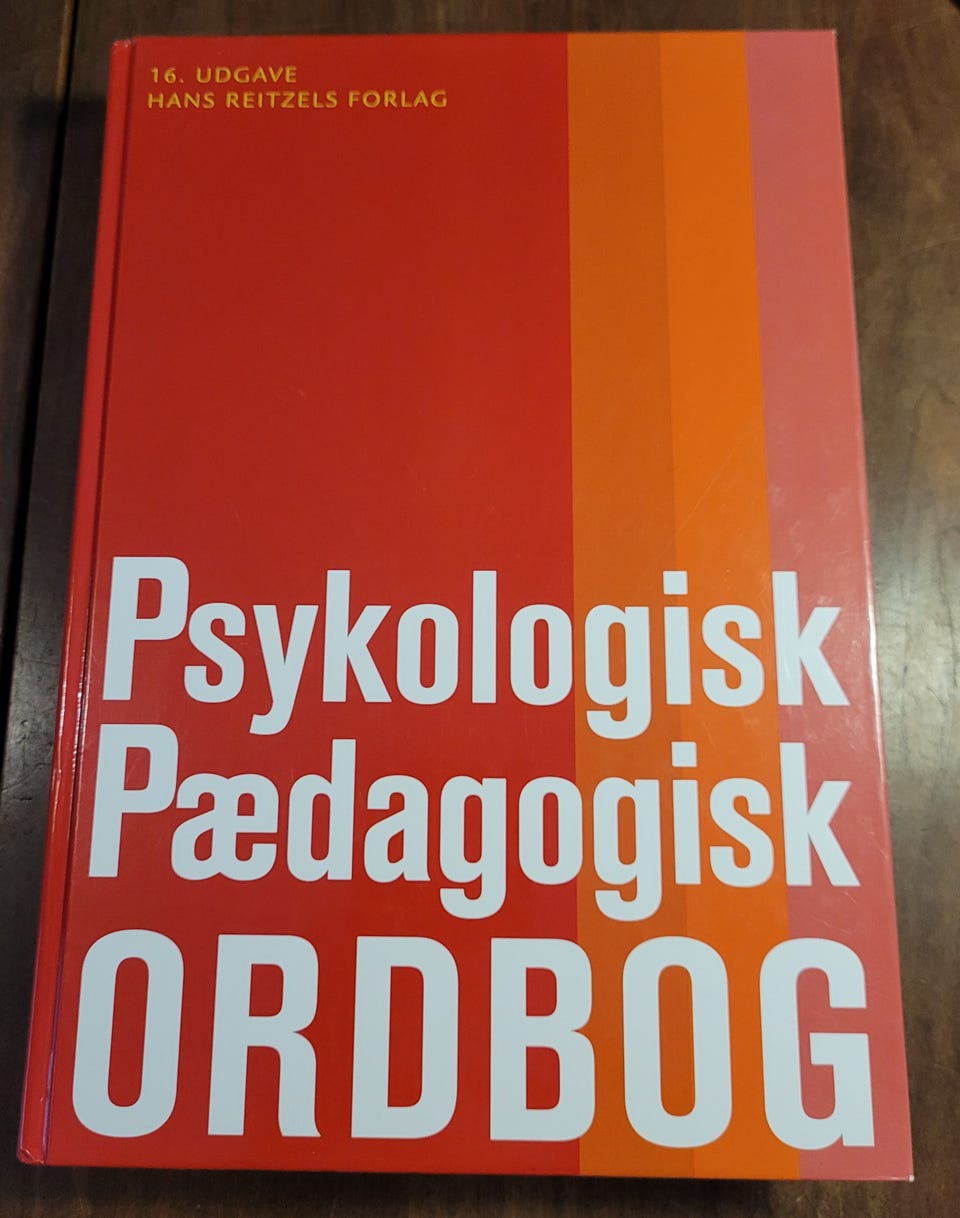 16. UDGAVE
HANS REITZELS FORLAG
Psykologisk
Pædagogisk
ORDBOG